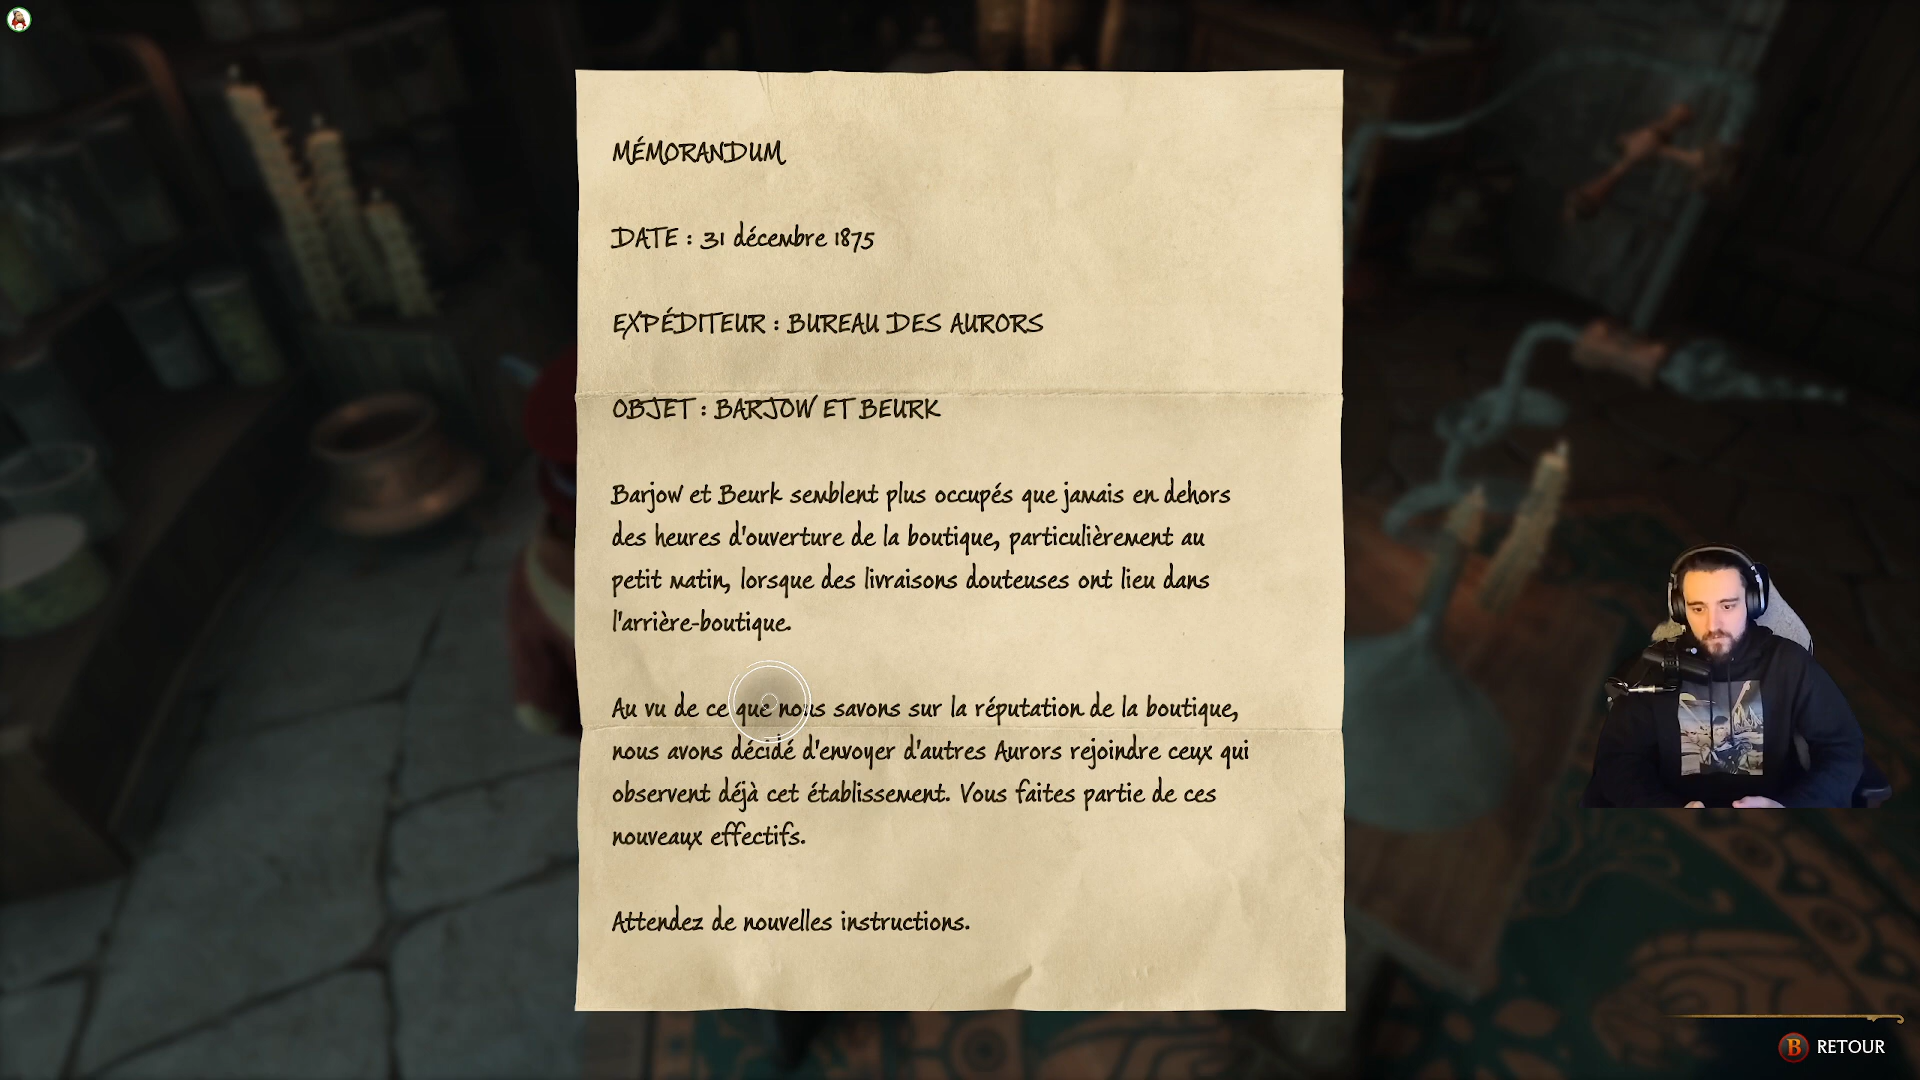 MÉMORANDUM
DATE : 31 décembre 1875
EXPÉDITEUR : BUREAU DES AURORS
OBJET : BARJOW ET BEURK
Barjow et Beurk semblent plus occupés que jamais en dehors
des heures d'ouverture de la boutique, particulièrement au
petit matin, lorsque des livraisons douteuses ont lieu dans
l'arrière-boutique.
Au vu de ce que nous savons sur la réputation de la boutique,
nous avons décidé d'envoyer d'autres Aurors rejoindre ceux qui
observent déjà cet établissement. Vous faites partie de ces
nouveaux effectifs.
Attendez de nouvelles instructions.
B RETOUR